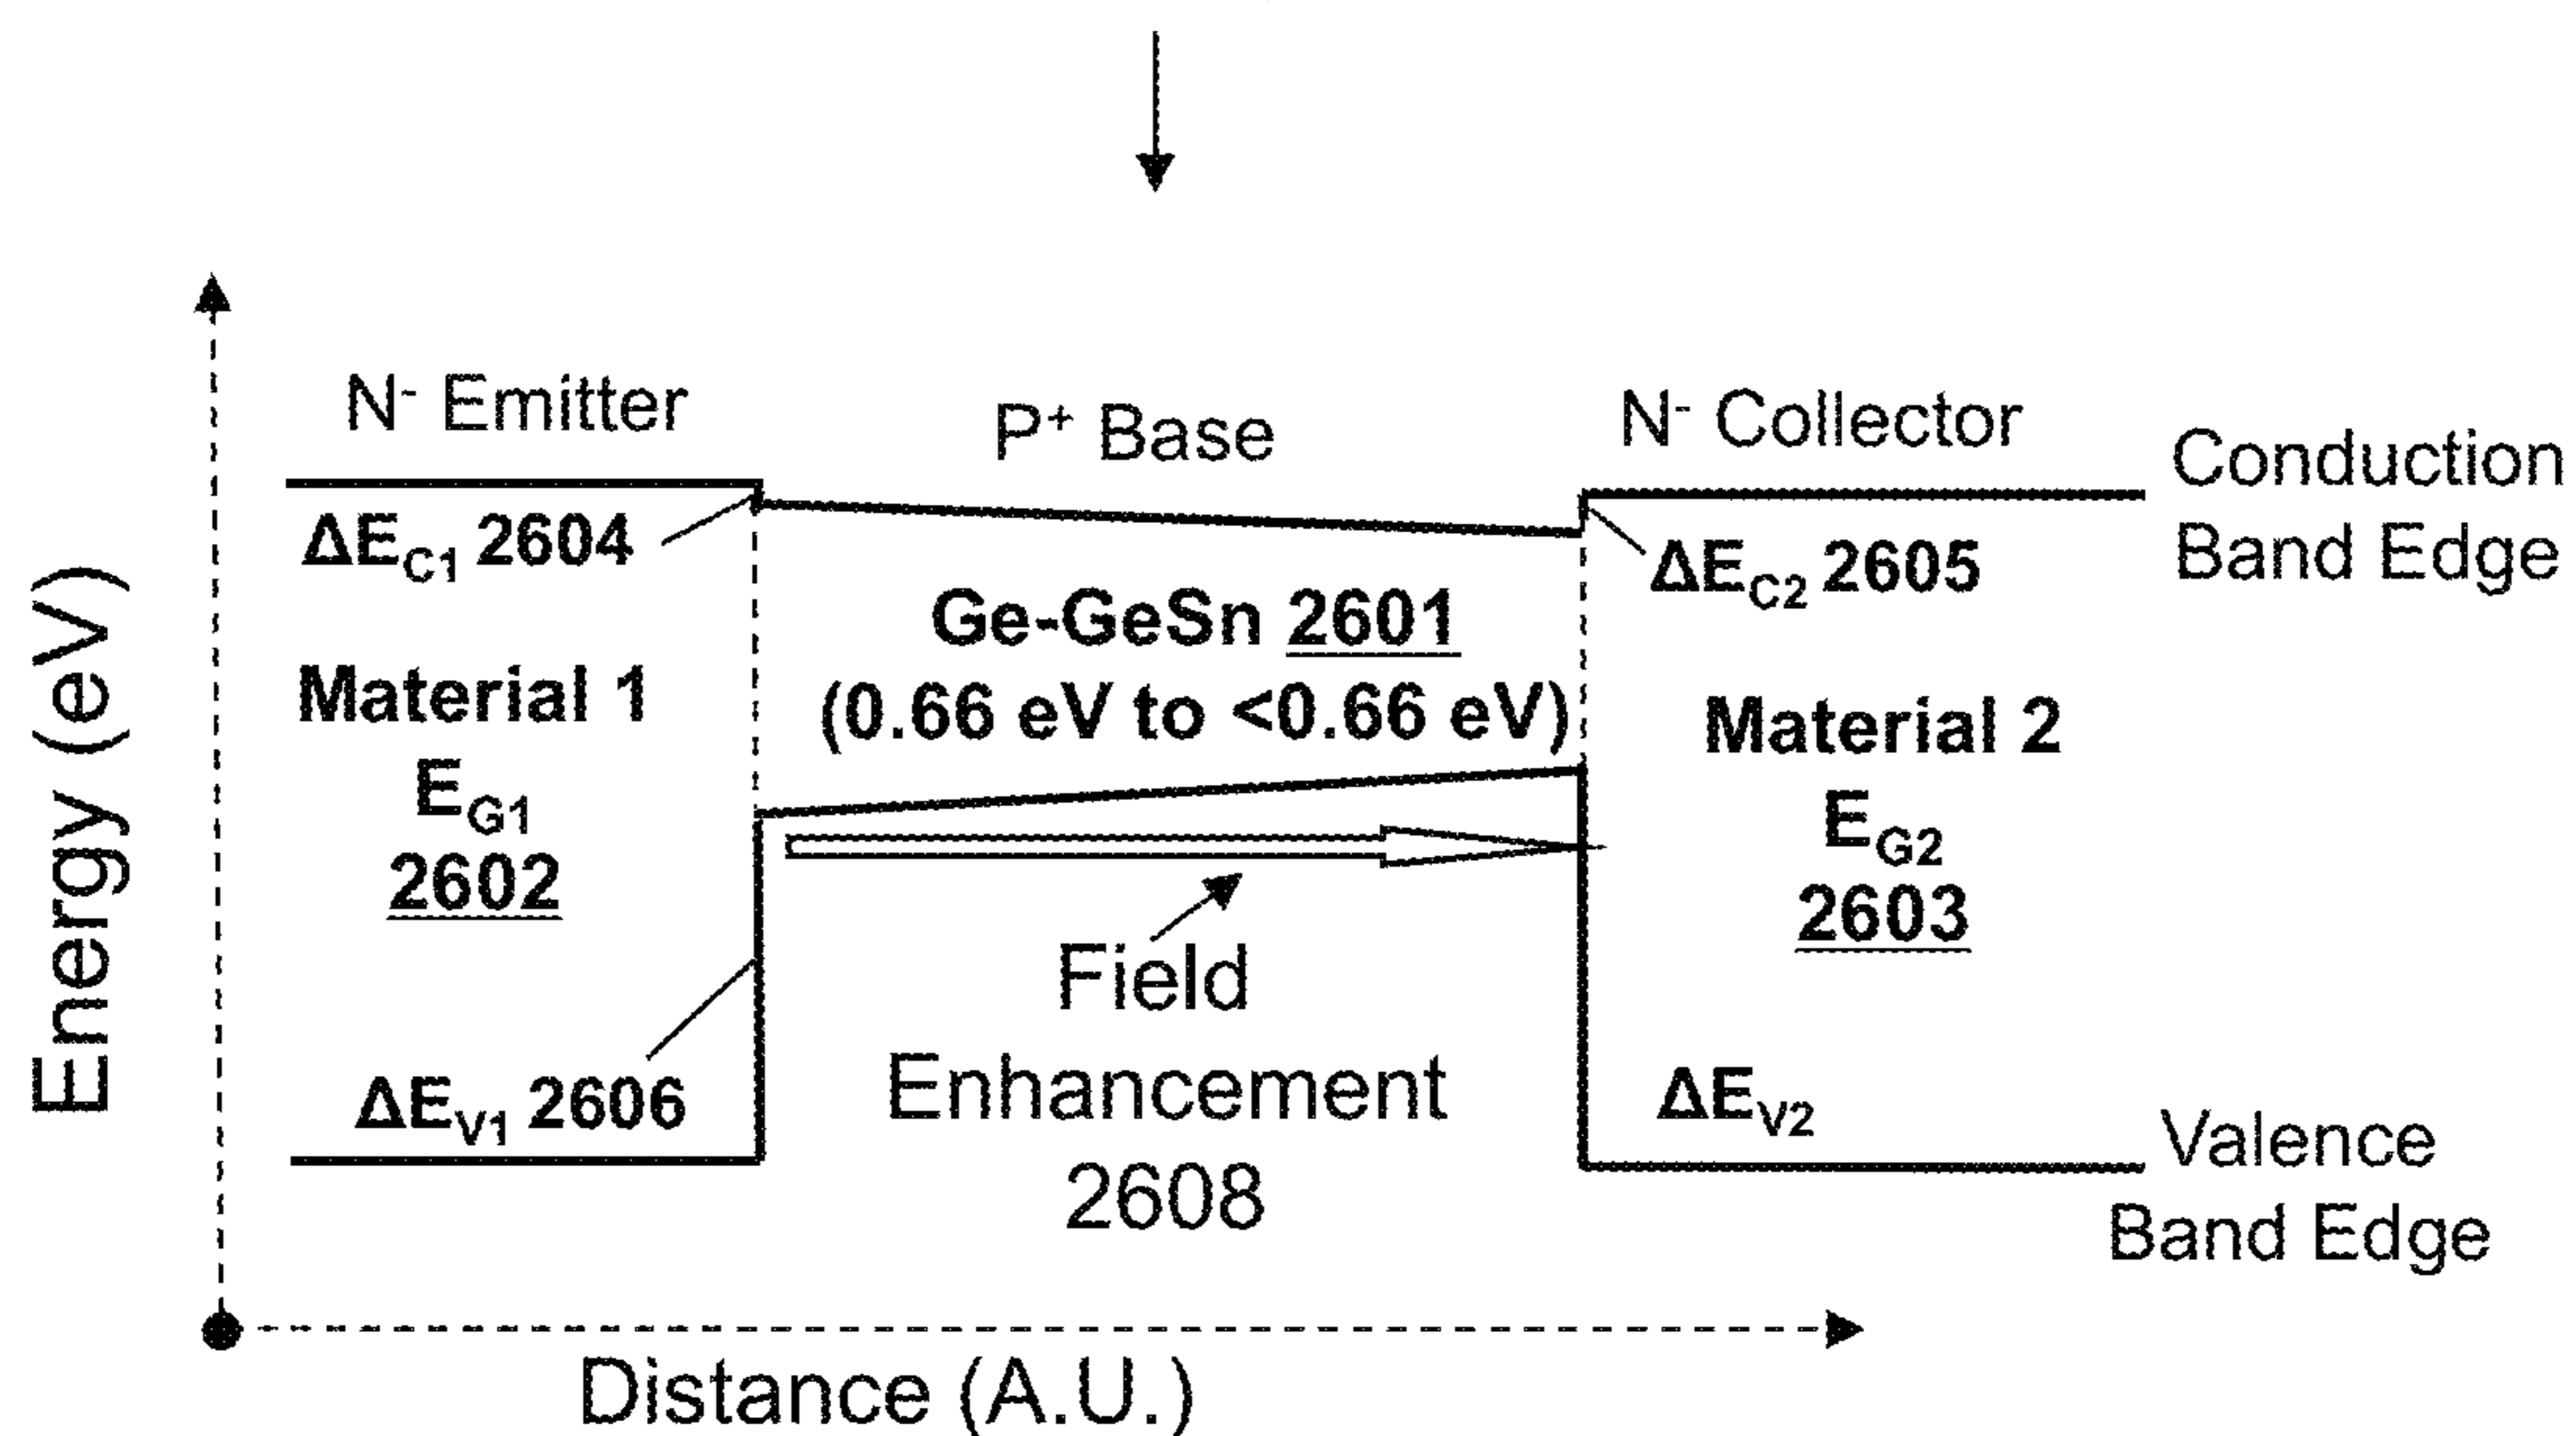 N⁻ Emitter
P⁺ Base
N⁻ Collector
Conduction
Band Edge
ΔE_C1 2604
ΔE_C2 2605
Ge-GeSn 2601
(0.66 eV to <0.66 eV)
Material 1
E_G1
2602
Material 2
E_G2
2603
Energy (eV)
Field
Enhancement
2608
ΔE_V1 2606
ΔE_V2
Valence
Band Edge
Distance (A.U.)